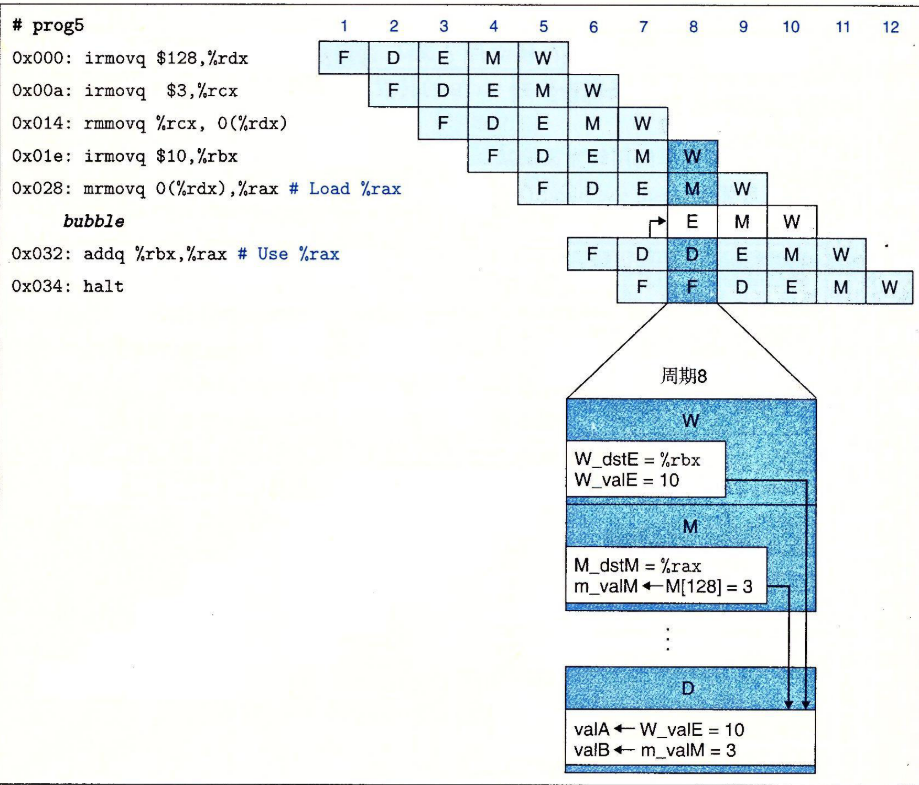 # prog5 1 2 3 4 5 6 7 8 9 10 11 12
0x000: irmovq $128,%rdx F D E M W
0x00a: irmovq $3,%rcx F D E M W
0x014: rmmovq %rcx, 0(%rdx) F D E M W
0x01e: irmovq $10,%rbx F D E M W
0x028: mrmovq 0(%rdx),%rax # Load %rax F D E M W
bubble E M W
0x032: addq %rbx,%rax # Use %rax F D D E M W
0x034: halt F F D E M W
周期8
W
W_dstE = %rbx
W_valE = 10
M
M_dstM = %rax
m_valM ← M[128] = 3
⋮
D
valA ← W_valE = 10
valB ← m_valM = 3